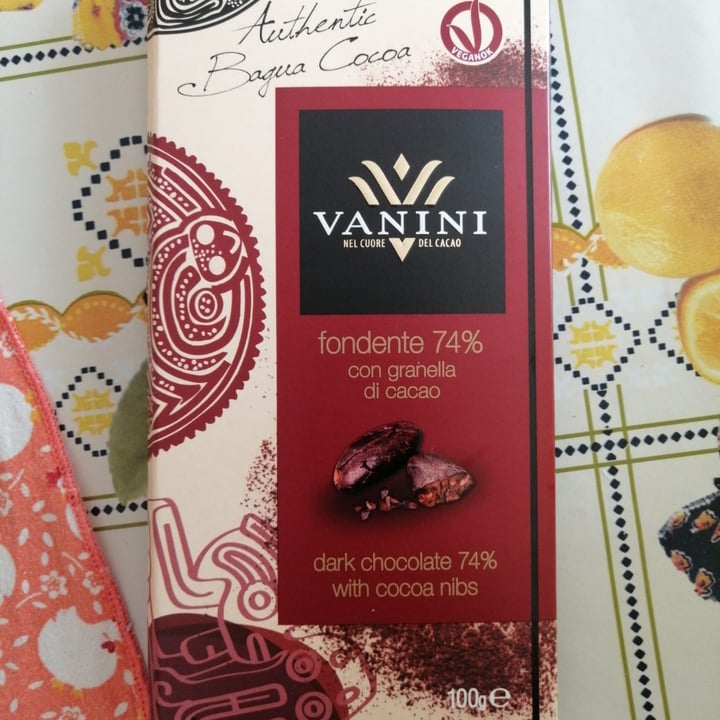 Authentic
Bagua Cocoa
VEGANOK
VANINI
NEL CUORE DEL CACAO
fondente 74%
con granella
di cacao
dark chocolate 74%
with cocoa nibs
100g e